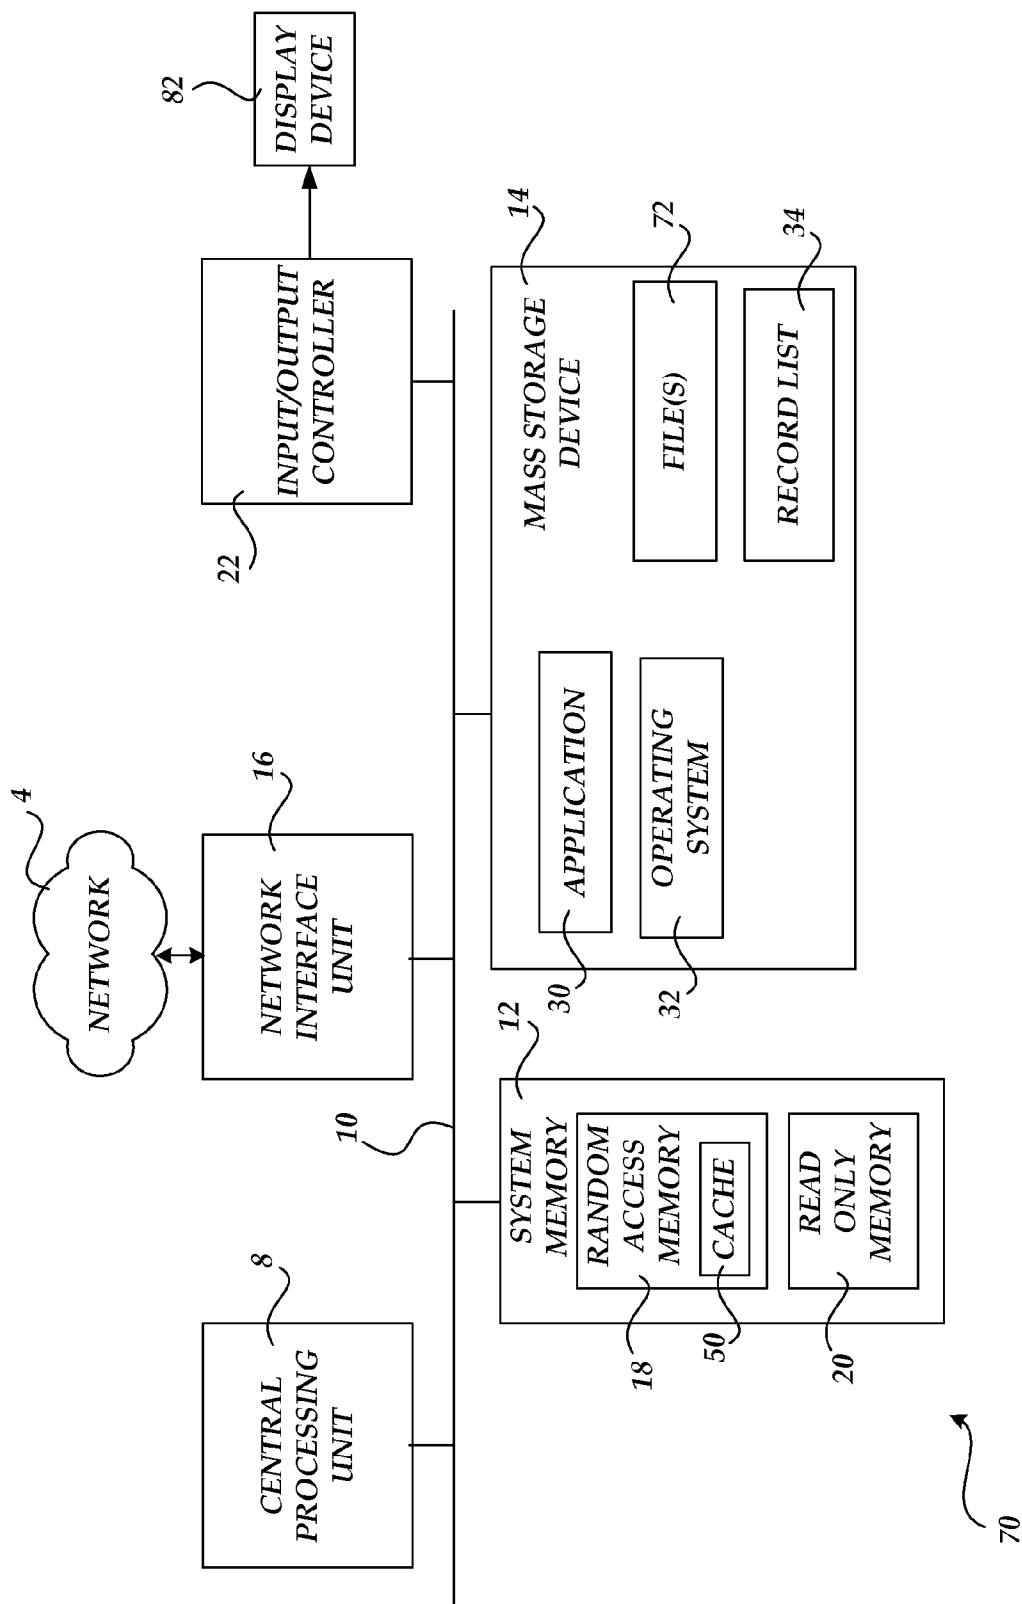 4
NETWORK
82
DISPLAY
DEVICE
8
CENTRAL
PROCESSING
UNIT
16
NETWORK
INTERFACE
UNIT
22
INPUT/OUTPUT
CONTROLLER
10
12
SYSTEM
MEMORY
RANDOM
ACCESS
MEMORY
CACHE
18
50
READ
ONLY
MEMORY
20
14
MASS STORAGE
DEVICE
APPLICATION
30
OPERATING
SYSTEM
32
FILE(S)
72
RECORD LIST
34
70